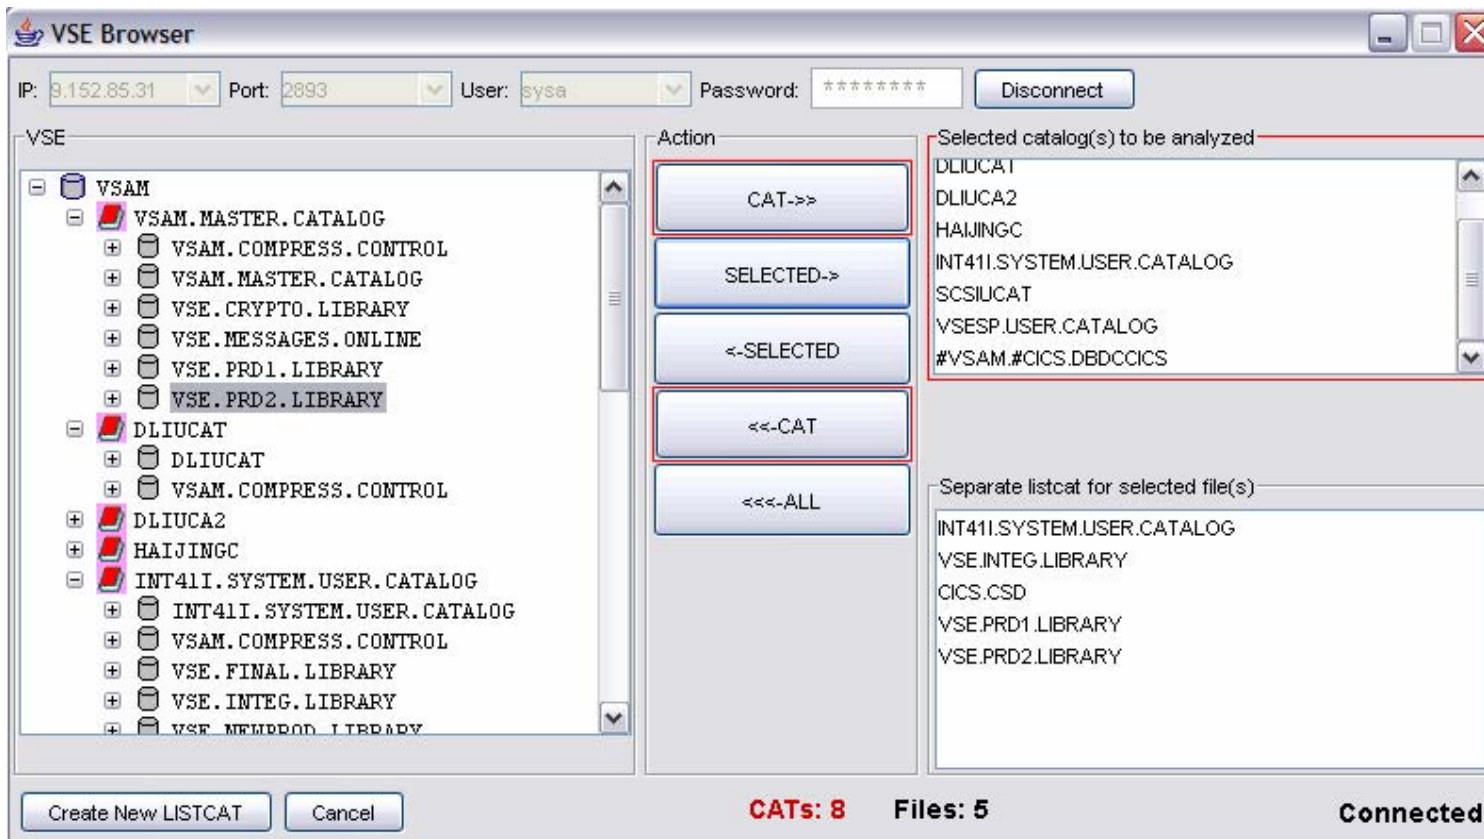 VSE Browser
IP: 9.152.85.31 Port: 2893 User: sysa Password: ******** Disconnect
VSE
VSAM
VSAM.MASTER.CATALOG
VSAM.COMPRESS.CONTROL
VSAM.MASTER.CATALOG
VSE.CRYPTO.LIBRARY
VSE.MESSAGES.ONLINE
VSE.PRD1.LIBRARY
VSE.PRD2.LIBRARY
DLIUCAT
DLIUCAT
VSAM.COMPRESS.CONTROL
DLIUCA2
HAIJINGC
INT41I.SYSTEM.USER.CATALOG
INT41I.SYSTEM.USER.CATALOG
VSAM.COMPRESS.CONTROL
VSE.FINAL.LIBRARY
VSE.INTEG.LIBRARY
VSE.NEWPROD.LIBRARY
Action
CAT->>
SELECTED->
<-SELECTED
<<-CAT
<<<-ALL
Selected catalog(s) to be analyzed
DLIUCAT
DLIUCA2
HAIJINGC
INT41I.SYSTEM.USER.CATALOG
SCSIUCAT
VSESP.USER.CATALOG
#VSAM.#CICS.DBDCCICS
Separate listcat for selected file(s)
INT41I.SYSTEM.USER.CATALOG
VSE.INTEG.LIBRARY
CICS.CSD
VSE.PRD1.LIBRARY
VSE.PRD2.LIBRARY
Create New LISTCAT Cancel CATs: 8 Files: 5 Connected